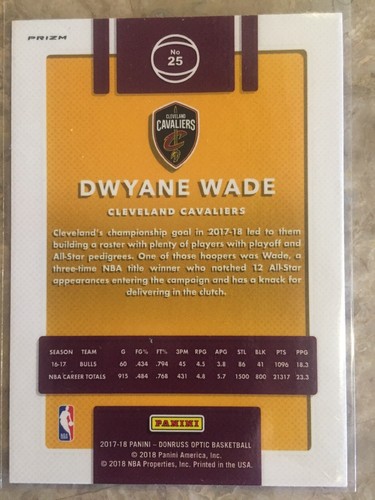 PRIZM
No
25
CLEVELAND
CAVALIERS
DWYANE WADE
CLEVELAND CAVALIERS
Cleveland's championship goal in 2017-18 led to them
building a roster with plenty of players with playoff and
All-Star pedigrees. One of those hoopers was Wade, a
three-time NBA title winner who notched 12 All-Star
appearances entering the campaign and has a knack for
delivering in the clutch.
SEASON TEAM G FG% FT% 3PM RPG APG STL BLK PTS PPG
16-17 BULLS 60 .434 .794 45 4.5 3.8 86 41 1096 18.3
NBA CAREER TOTALS 915 .484 .768 431 4.8 5.7 1500 800 21317 23.3
NBA
PANINI
2017-18 PANINI – DONRUSS OPTIC BASKETBALL
© 2018 Panini America, Inc.
© 2018 NBA Properties, Inc. Printed in the USA.